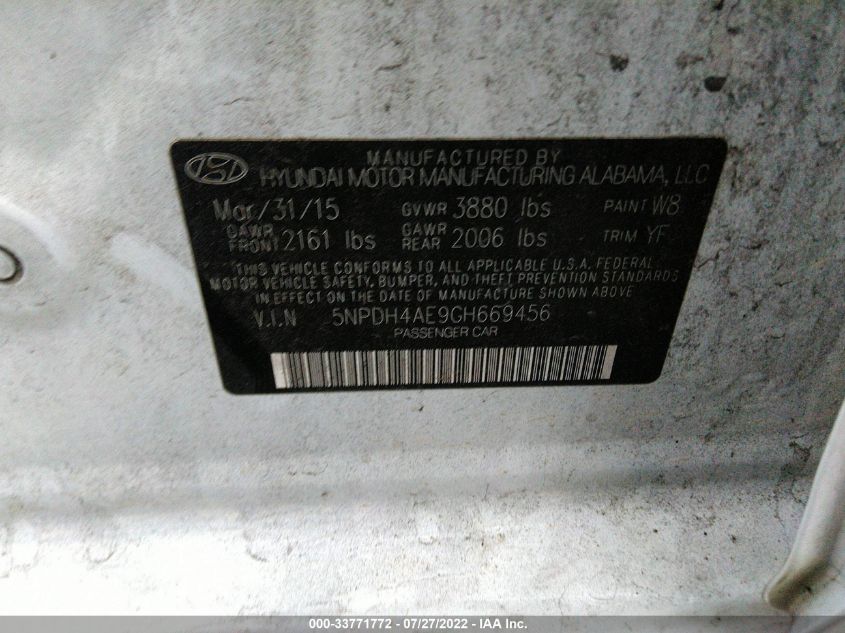 MANUFACTURED BY
HYUNDAI MOTOR MANUFACTURING ALABAMA, LLC
Mar/31/15 GVWR 3880 lbs PAINT W8
GAWR FRONT 2161 lbs GAWR REAR 2006 lbs TRIM YF
THIS VEHICLE CONFORMS TO ALL APPLICABLE U.S.A. FEDERAL
MOTOR VEHICLE SAFETY, BUMPER, AND THEFT PREVENTION STANDARDS
IN EFFECT ON THE DATE OF MANUFACTURE SHOWN ABOVE.
V.I.N 5NPDH4AE9GH669456
PASSENGER CAR
000-33771772 - 07/27/2022 - IAA Inc.